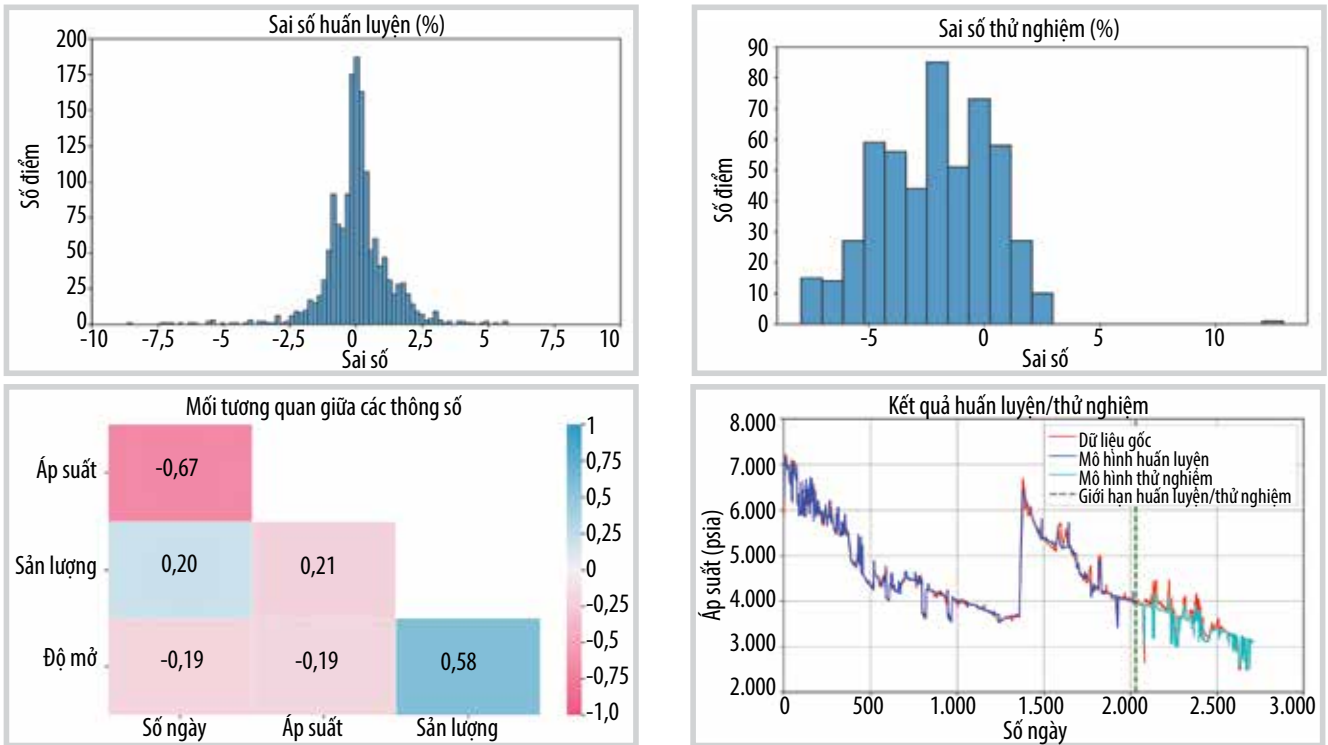 Sai số huấn luyện (%)
200
175
150
125
100
75
50
25
0
Số điểm
-10 -7,5 -5 -2,5 0 2,5 5 7,5 10
Sai số
Sai số thử nghiệm (%)
90
80
70
60
50
40
30
20
10
0
Số điểm
-5 0 5 10
Sai số
Mối tương quan giữa các thông số
Áp suất
-0,67
Sản lượng
0,20 0,21
Độ mở
-0,19 -0,19 0,58
Số ngày Áp suất Sản lượng
1
0,75
0,5
0,25
0
-0,25
-0,5
-0,75
-1,0
Kết quả huấn luyện/thử nghiệm
8.000
7.000
6.000
5.000
4.000
3.000
2.000
Áp suất (psia)
Dữ liệu gốc
Mô hình huấn luyện
Mô hình thử nghiệm
Giới hạn huấn luyện/thử nghiệm
0 500 1.000 1.500 2.000 2.500 3.000
Số ngày